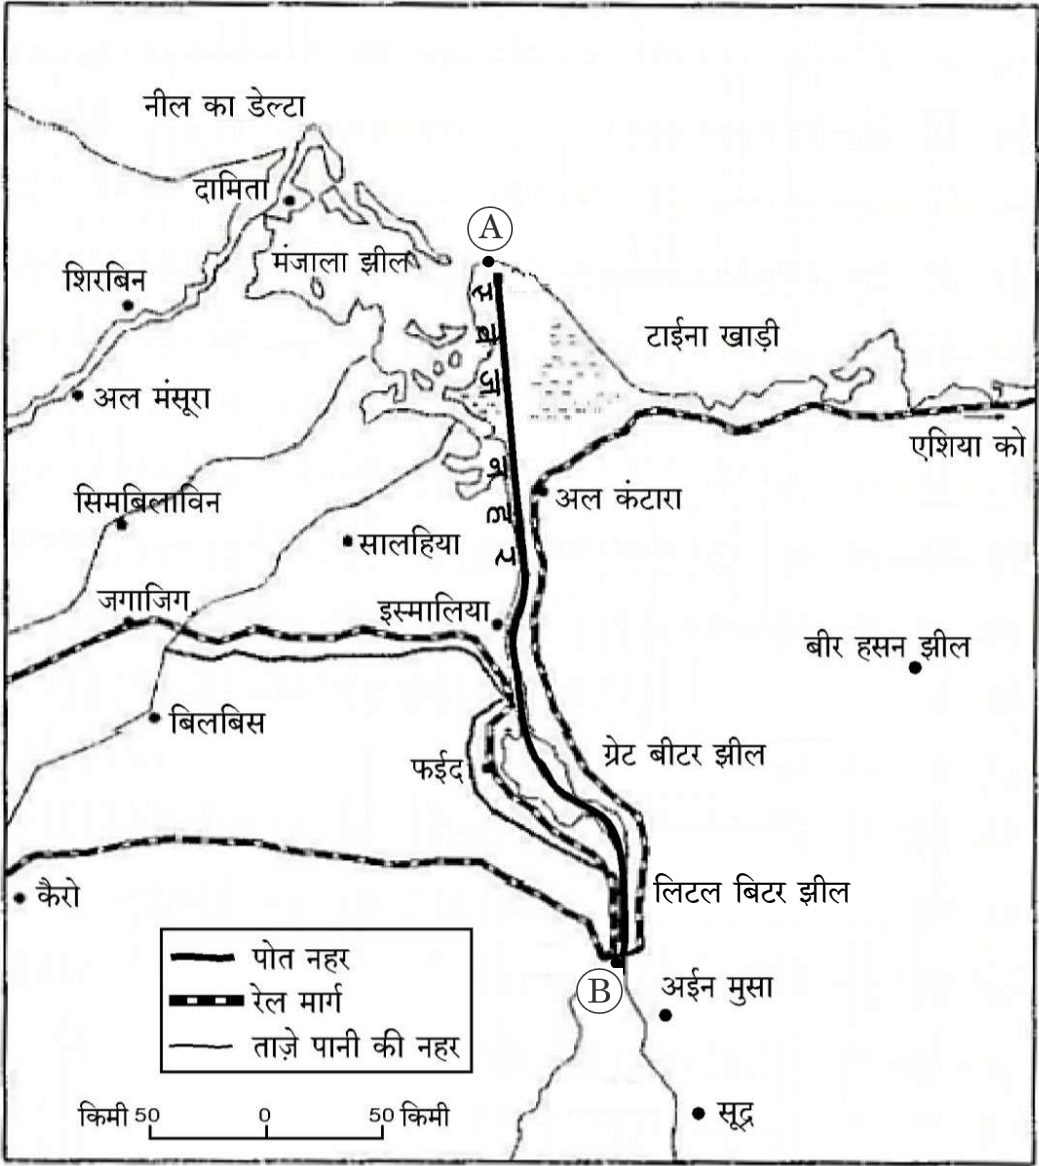 नील का डेल्टा
दामिता
A
मंजाला झील
शिरबिन
टाईना खाड़ी
अल मंसूरा
एशिया को
सिमबिलाविन
अल कंटारा
सालहिया
जगाजिग
इस्मालिया
बीर हसन झील
बिलबिस
ग्रेट बीटर झील
फईद
कैरो
लिटल बिटर झील
पोत नहर
रेल मार्ग
ताज़े पानी की नहर
B
अईन मुसा
किमी 50 0 50 किमी
सूद्र